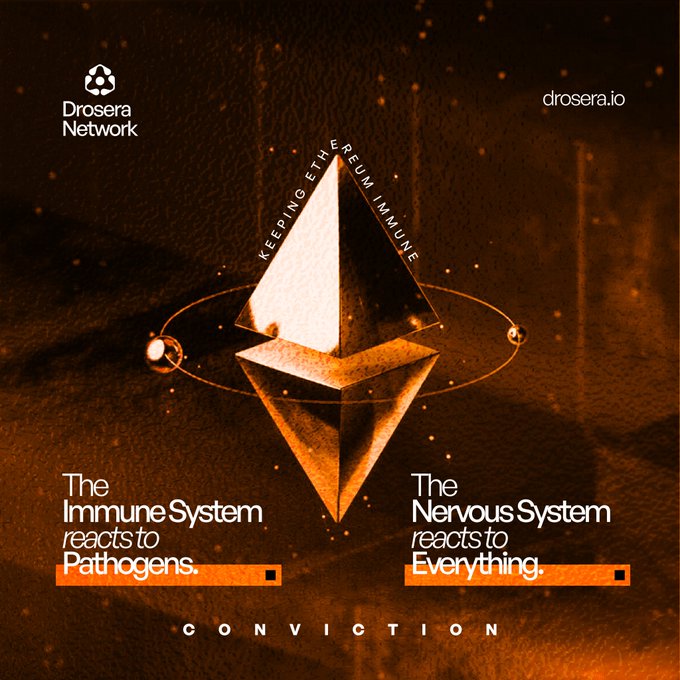 Drosera
Network
drosera.io
KEEPING ETHEREUM IMMUNE
The
Immune System
reacts to
Pathogens.
The
Nervous System
reacts to
Everything.
CONVICTION